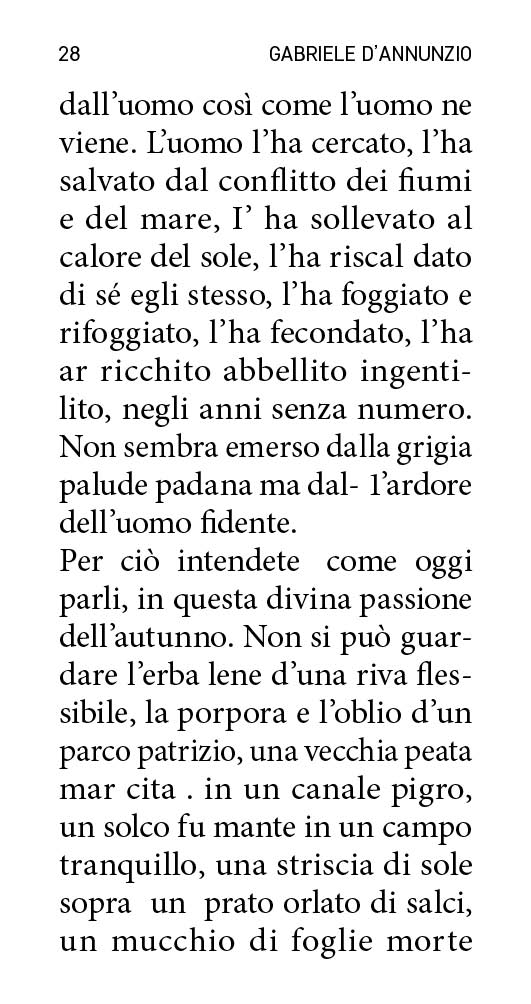 28 GABRIELE D’ANNUNZIO
dall’uomo così come l’uomo ne
viene. L’uomo l’ha cercato, l’ha
salvato dal conflitto dei fiumi
e del mare, I’ ha sollevato al
calore del sole, l’ha riscal dato
di sé egli stesso, l’ha foggiato e
rifoggiato, l’ha fecondato, l’ha
ar ricchito abbellito ingenti-
lito, negli anni senza numero.
Non sembra emerso dalla grigia
palude padana ma dal- 1’ardore
dell’uomo fidente.
Per ciò intendete come oggi
parli, in questa divina passione
dell’autunno. Non si può guar-
dare l’erba lene d’una riva fles-
sibile, la porpora e l’oblio d’un
parco patrizio, una vecchia peata
mar cita . in un canale pigro,
un solco fu mante in un campo
tranquillo, una striscia di sole
sopra un prato orlato di salci,
un mucchio di foglie morte